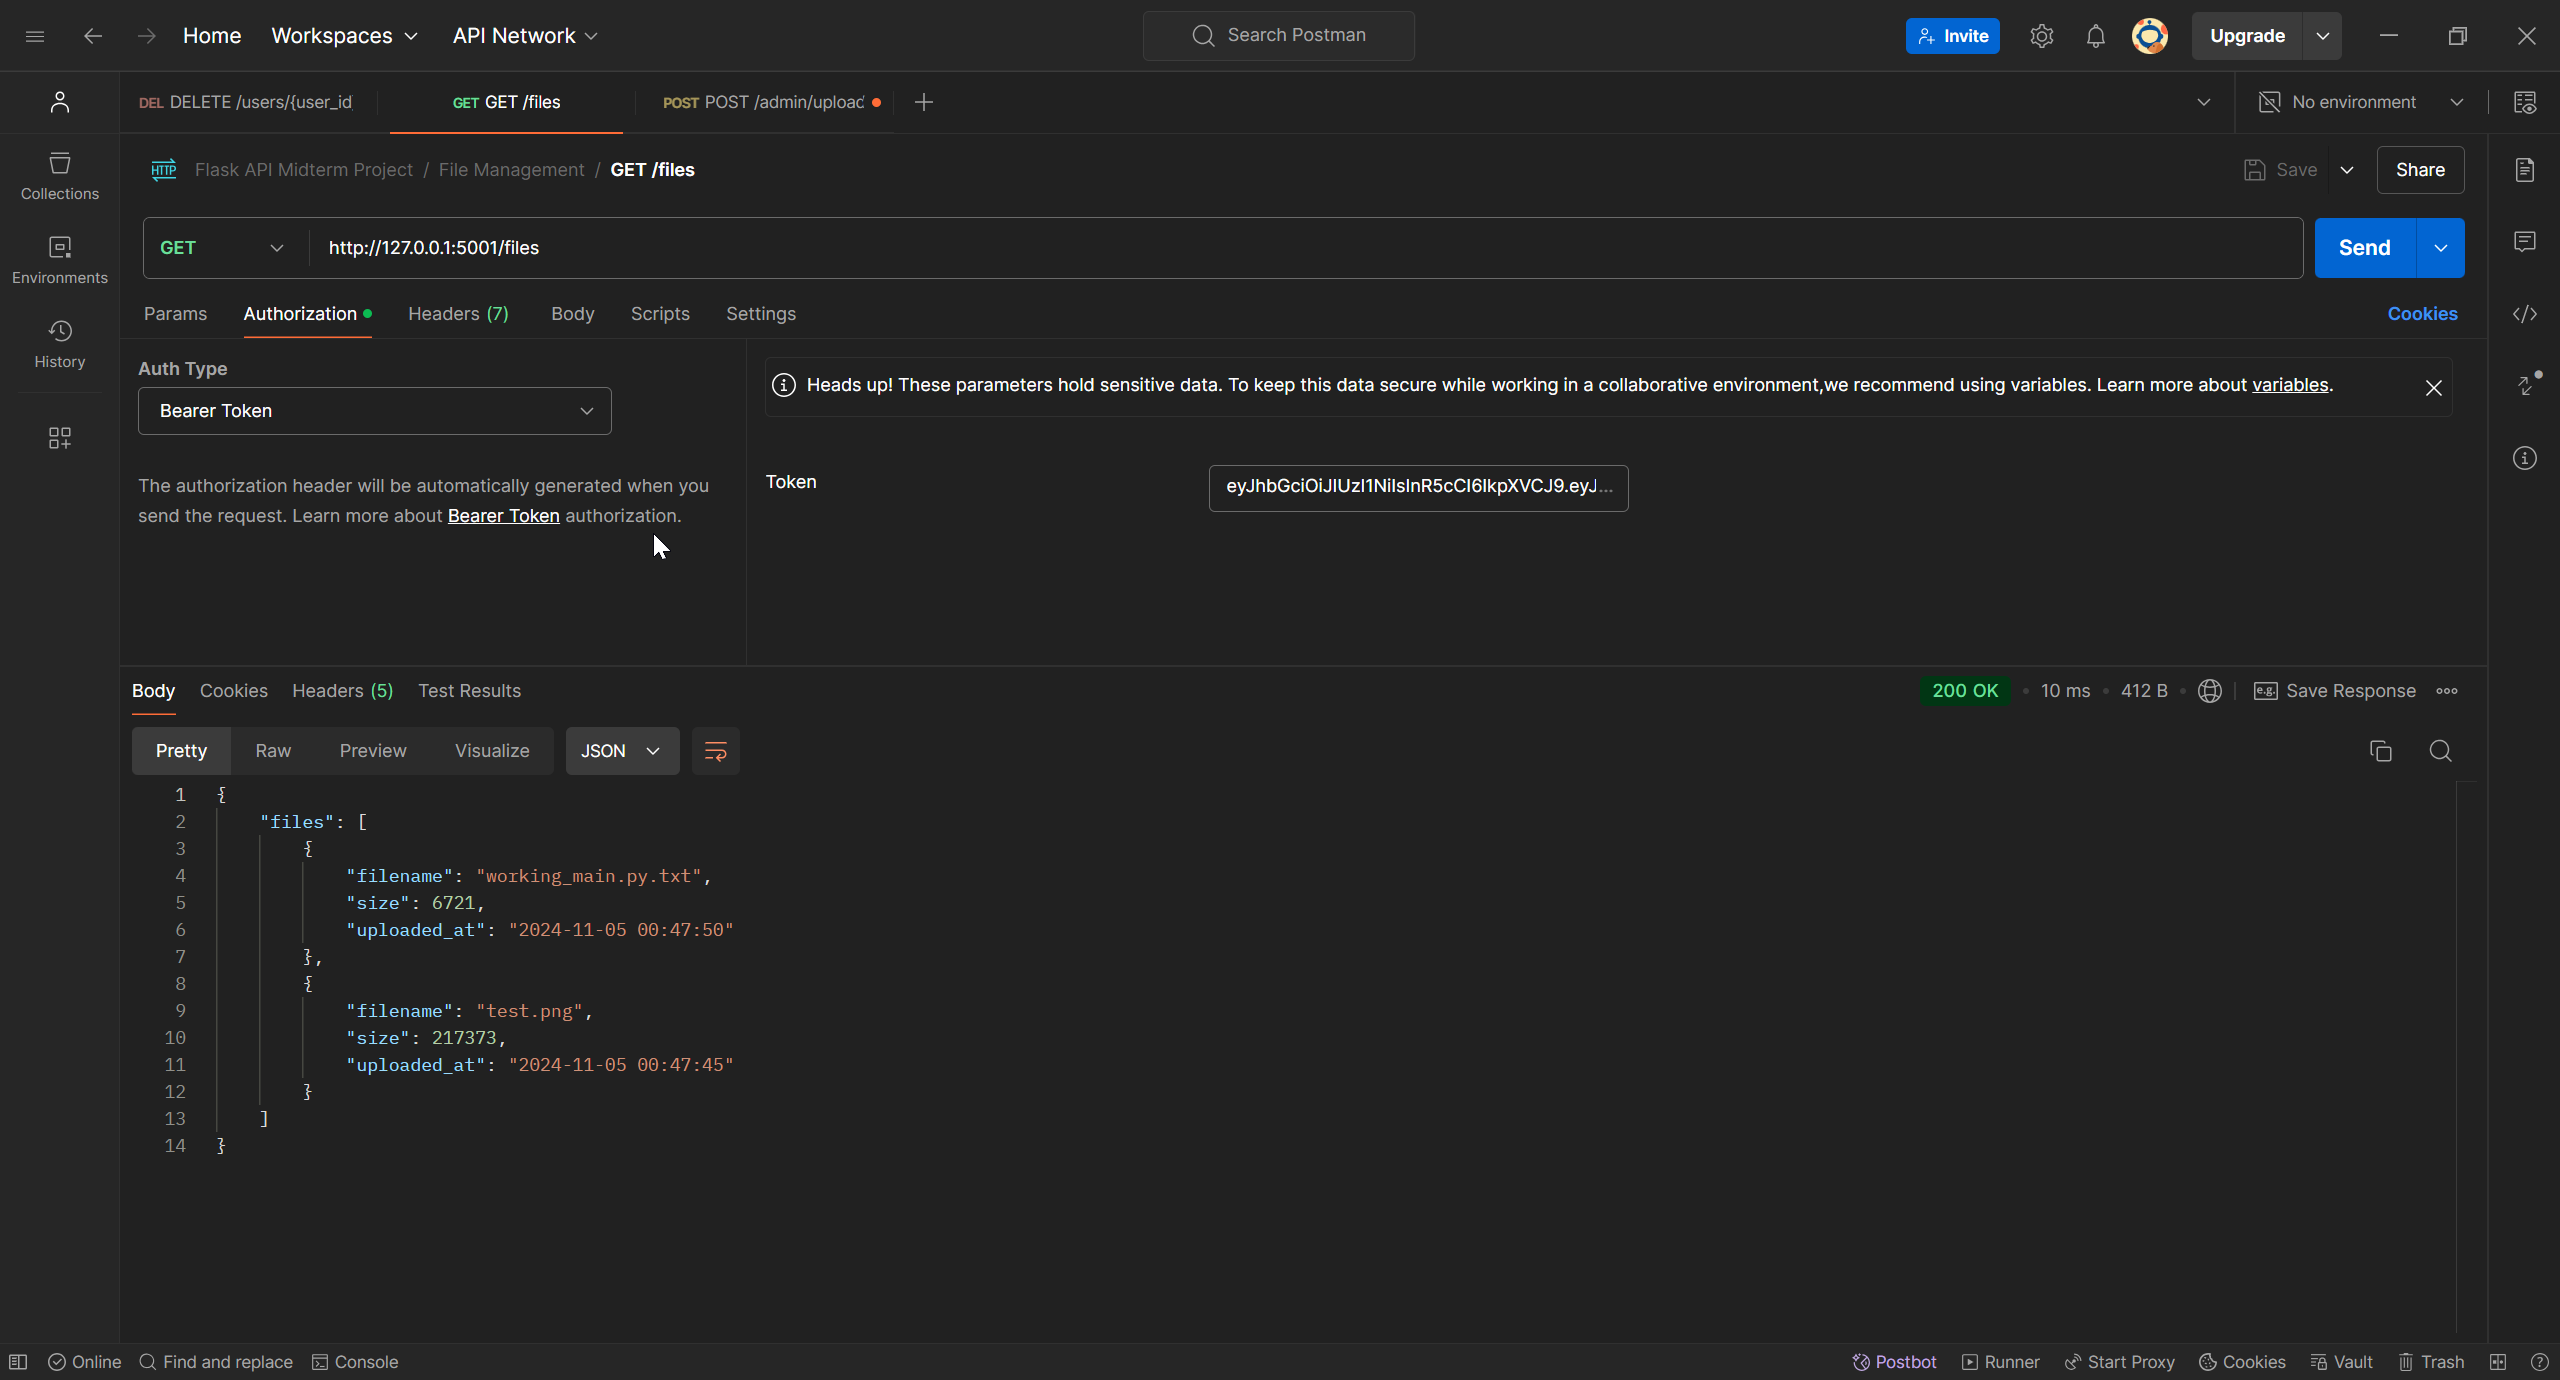 Home Workspaces API Network Search Postman Invite Upgrade
DEL DELETE /users/{user_id GET GET /files POST POST /admin/upload No environment
HTTP Flask API Midterm Project / File Management / GET /files Save Share
Collections
GET http://127.0.0.1:5001/files Send
Environments
Params Authorization Headers (7) Body Scripts Settings Cookies
History
Auth Type
Bearer Token
Heads up! These parameters hold sensitive data. To keep this data secure while working in a collaborative environment,we recommend using variables. Learn more about variables.
The authorization header will be automatically generated when you
send the request. Learn more about Bearer Token authorization.
Token eyJhbGciOiJIUzI1NiIsInR5cCI6IkpXVCJ9.eyJ...
Body Cookies Headers (5) Test Results 200 OK 10 ms 412 B e.g. Save Response
Pretty Raw Preview Visualize JSON
1 {
2 "files": [
3 {
4 "filename": "working_main.py.txt",
5 "size": 6721,
6 "uploaded_at": "2024-11-05 00:47:50"
7 },
8 {
9 "filename": "test.png",
10 "size": 217373,
11 "uploaded_at": "2024-11-05 00:47:45"
12 }
13 ]
14 }
Online Find and replace Console Postbot Runner Start Proxy Cookies Vault Trash